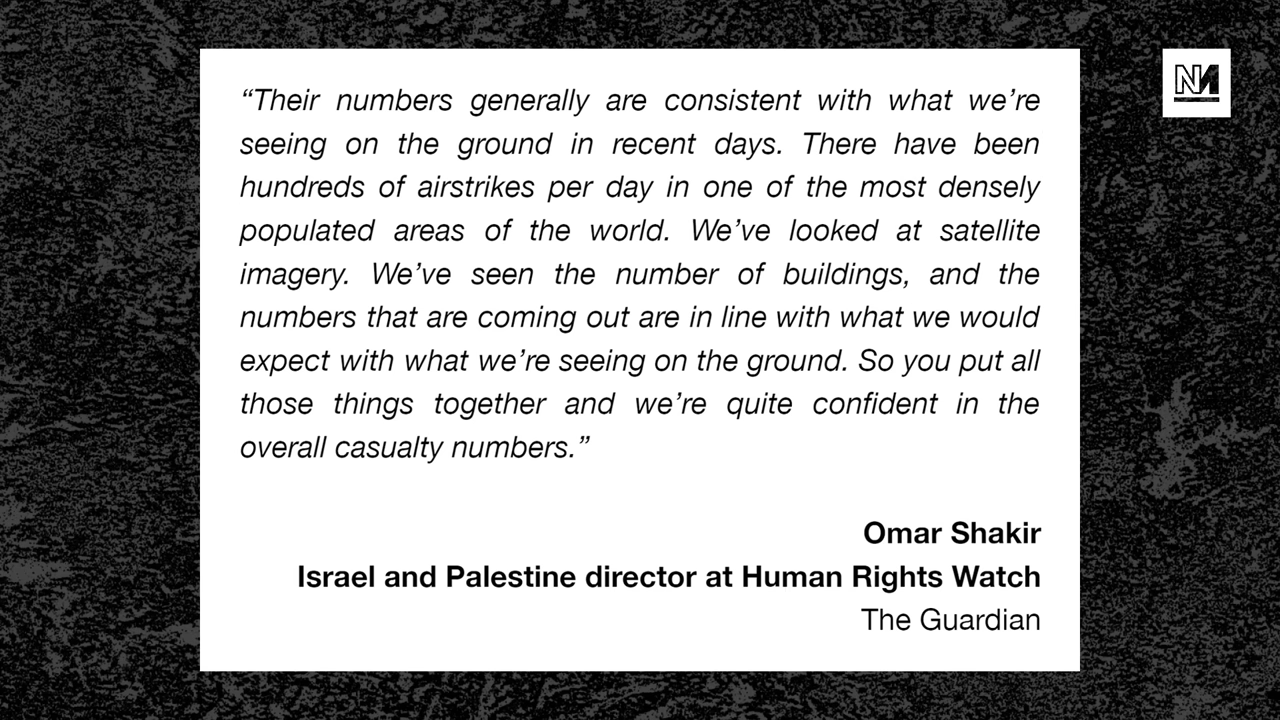 “Their numbers generally are consistent with what we’re
seeing on the ground in recent days. There have been
hundreds of airstrikes per day in one of the most densely
populated areas of the world. We’ve looked at satellite
imagery. We’ve seen the number of buildings, and the
numbers that are coming out are in line with what we would
expect with what we’re seeing on the ground. So you put all
those things together and we’re quite confident in the
overall casualty numbers.”
Omar Shakir
Israel and Palestine director at Human Rights Watch
The Guardian
NM